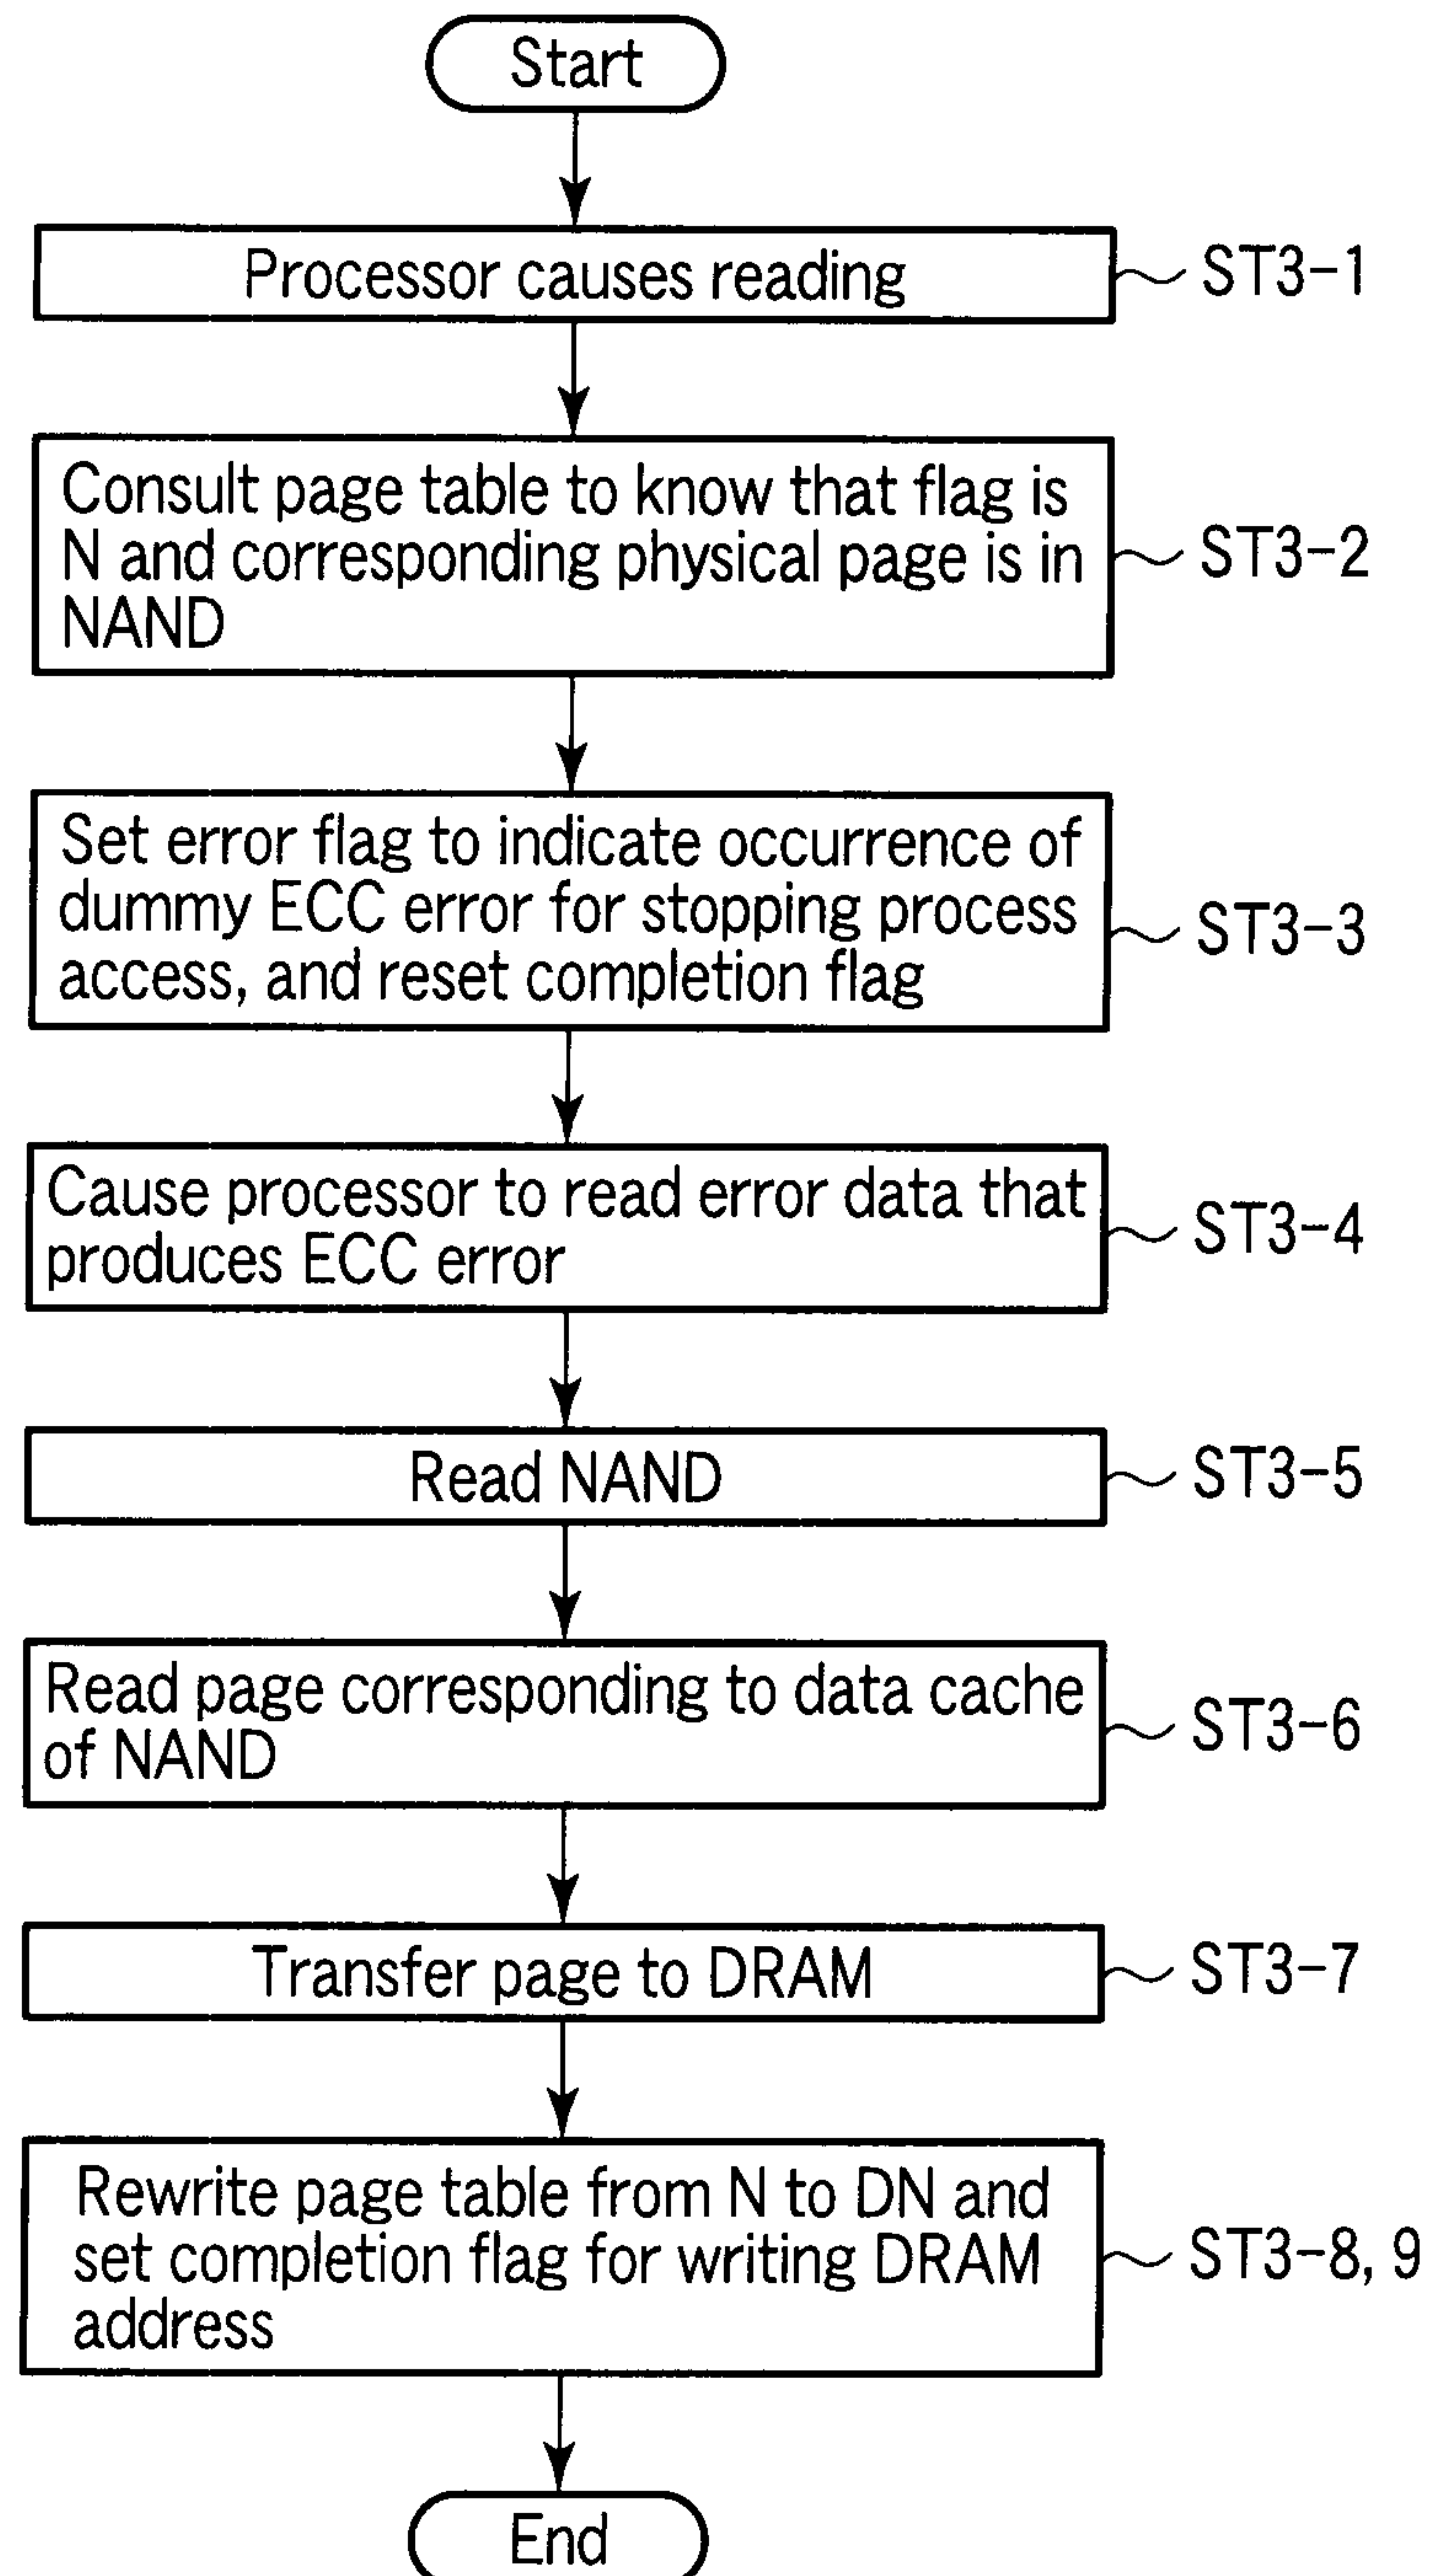 Start
Processor causes reading
ST3-1
Consult page table to know that flag is
N and corresponding physical page is in
NAND
ST3-2
Set error flag to indicate occurrence of
dummy ECC error for stopping process
access, and reset completion flag
ST3-3
Cause processor to read error data that
produces ECC error
ST3-4
Read NAND
ST3-5
Read page corresponding to data cache
of NAND
ST3-6
Transfer page to DRAM
ST3-7
Rewrite page table from N to DN and
set completion flag for writing DRAM
address
ST3-8, 9
End